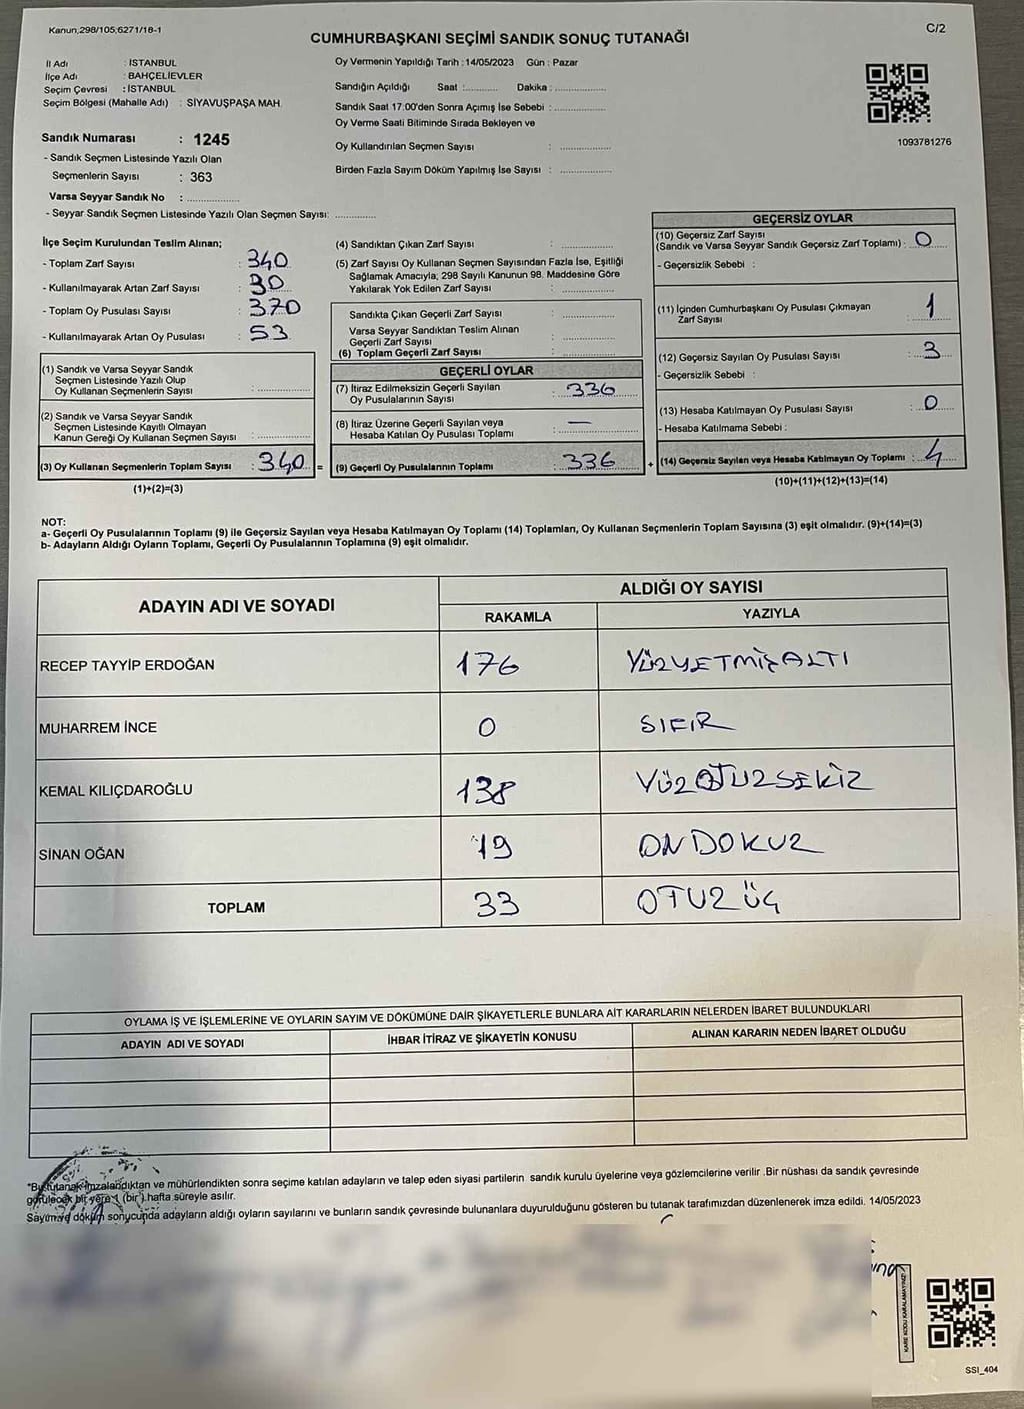 Kanun;298/105;6271/18-1
C/2
CUMHURBAŞKANI SEÇİMİ SANDIK SONUÇ TUTANAĞI
İl Adı : İSTANBUL
İlçe Adı : BAHÇELİEVLER
Seçim Çevresi : İSTANBUL
Seçim Bölgesi (Mahalle Adı) : SİYAVUŞPAŞA MAH.
Sandık Numarası : 1245
- Sandık Seçmen Listesinde Yazılı Olan
Seçmenlerin Sayısı : 363
Varsa Seyyar Sandık No : ..................
- Seyyar Sandık Seçmen Listesinde Yazılı Olan Seçmen Sayısı: ..............
Oy Vermenin Yapıldığı Tarih : 14/05/2023 Gün : Pazar
Sandığın Açıldığı Saat :............ Dakika : ..................
Sandık Saat 17:00'den Sonra Açımış İse Sebebi : ..................
Oy Verme Saati Bitiminde Sırada Bekleyen ve
Oy Kullandırılan Seçmen Sayısı : ..................
Birden Fazla Sayım Döküm Yapılmış İse Sayısı : ..................
1093781276
İlçe Seçim Kurulundan Teslim Alınan;
- Toplam Zarf Sayısı : 340
- Kullanılmayarak Artan Zarf Sayısı : 30
- Toplam Oy Pusulası Sayısı : 370
- Kullanılmayarak Artan Oy Pusulası : 53
(1) Sandık ve Varsa Seyyar Sandık
Seçmen Listesinde Yazılı Olup
Oy Kullanan Seçmenlerin Sayısı : ..................
(2) Sandık ve Varsa Seyyar Sandık
Seçmen Listesinde Kayıtlı Olmayan
Kanun Gereği Oy Kullanan Seçmen Sayısı : ..................
(3) Oy Kullanan Seçmenlerin Toplam Sayısı : 340 =
(1)+(2)=(3)
(4) Sandıktan Çıkan Zarf Sayısı : ..................
(5) Zarf Sayısı Oy Kullanan Seçmen Sayısından Fazla İse, Eşitliği
Sağlamak Amacıyla; 298 Sayılı Kanunun 98. Maddesine Göre
Yakılarak Yok Edilen Zarf Sayısı : ..................
Sandıkta Çıkan Geçerli Zarf Sayısı : ..................
Varsa Seyyar Sandıktan Teslim Alınan
Geçerli Zarf Sayısı : ..................
(6) Toplam Geçerli Zarf Sayısı : ..................
GEÇERLİ OYLAR
(7) İtiraz Edilmeksizin Geçerli Sayılan
Oy Pusulalarının Sayısı : 336
(8) İtiraz Üzerine Geçerli Sayılan veya
Hesaba Katılan Oy Pusulası Toplamı : —
(9) Geçerli Oy Pusulalarının Toplamı : 336 +
GEÇERSİZ OYLAR
(10) Geçersiz Zarf Sayısı
(Sandık ve Varsa Seyyar Sandık Geçersiz Zarf Toplamı) : 0
- Geçersizlik Sebebi :
(11) İçinden Cumhurbaşkanı Oy Pusulası Çıkmayan
Zarf Sayısı : 1
(12) Geçersiz Sayılan Oy Pusulası Sayısı : 3
- Geçersizlik Sebebi :
(13) Hesaba Katılmayan Oy Pusulası Sayısı : 0
- Hesaba Katılmama Sebebi :
(14) Geçersiz Sayılan veya Hesaba Katılmayan Oy Toplamı : 4
(10)+(11)+(12)+(13)=(14)
NOT:
a- Geçerli Oy Pusulalarının Toplamı (9) ile Geçersiz Sayılan veya Hesaba Katılmayan Oy Toplamı (14) Toplamları, Oy Kullanan Seçmenlerin Toplam Sayısına (3) eşit olmalıdır. (9)+(14)=(3)
b- Adayların Aldığı Oyların Toplamı, Geçerli Oy Pusulalarının Toplamına (9) eşit olmalıdır.
ADAYIN ADI VE SOYADI ALDIĞI OY SAYISI
RAKAMLA YAZIYLA
RECEP TAYYİP ERDOĞAN 176 YÜZYETMİŞALTI
MUHARREM İNCE 0 SIFIR
KEMAL KILIÇDAROĞLU 138 YÜZOTUZSEKİZ
SİNAN OĞAN 19 ONDOKUZ
TOPLAM 33 OTUZ ÜÇ
OYLAMA İŞ VE İŞLEMLERİNE VE OYLARIN SAYIM VE DÖKÜMÜNE DAİR ŞİKAYETLERLE BUNLARA AİT KARARLARIN NELERDEN İBARET BULUNDUKLARI
ADAYIN ADI VE SOYADI İHBAR İTİRAZ VE ŞİKAYETİN KONUSU ALINAN KARARIN NEDEN İBARET OLDUĞU
*Bu tutanak imzalandıktan ve mühürlendikten sonra seçime katılan adayların ve talep eden siyasi partilerin sandık kurulu üyelerine veya gözlemcilerine verilir .Bir nüshası da sandık çevresinde
görülecek bir yere 1 (bir ) hafta süreyle asılır.
Sayım ve döküm sonucunda adayların aldığı oyların sayılarını ve bunların sandık çevresinde bulunanlara duyurulduğunu gösteren bu tutanak tarafımızdan düzenlenerek imza edildi. 14/05/2023
KARE KODU KARALAMAYINIZ!
SSI_404